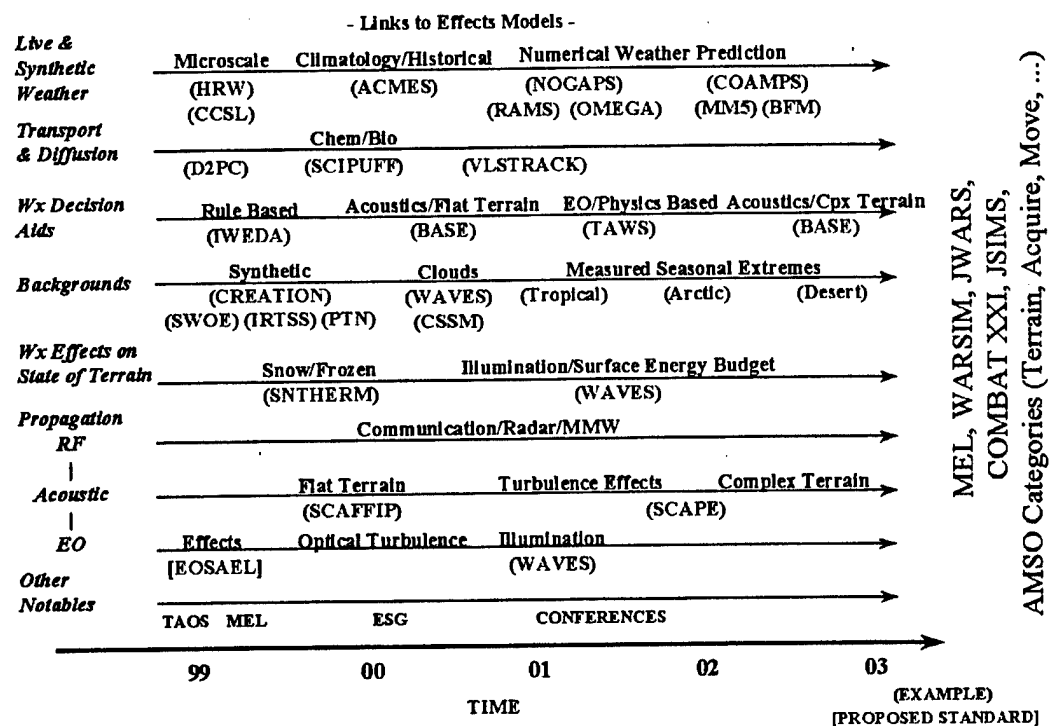 - Links to Effects Models -
Live &
Synthetic
Weather
Microscale Climatology/Historical Numerical Weather Prediction
(HRW) (ACMES) (NOGAPS) (COAMPS)
(CCSL) (RAMS) (OMEGA) (MM5) (BFM)
Transport
& Diffusion
Chem/Bio
(D2PC) (SCIPUFF) (VLSTRACK)
Wx Decision
Aids
Rule Based Acoustics/Flat Terrain EO/Physics Based Acoustics/Cpx Terrain
(IWEDA) (BASE) (TAWS) (BASE)
Backgrounds
Synthetic Clouds Measured Seasonal Extremes
(CREATION) (WAVES) (Tropical) (Arctic) (Desert)
(SWOE) (IRTSS) (PTN) (CSSM)
Wx Effects on
State of Terrain
Snow/Frozen Illumination/Surface Energy Budget
(SNTHERM) (WAVES)
Propagation
RF
Communication/Radar/MMW
Acoustic
Flat Terrain Turbulence Effects Complex Terrain
(SCAFFIP) (SCAPE)
EO
Effects Optical Turbulence Illumination
[EOSAEL] (WAVES)
Other
Notables
TAOS MEL ESG CONFERENCES
99 00 01 02 03
TIME
(EXAMPLE)
[PROPOSED STANDARD]
MEL, WARSIM, JWARS,
COMBAT XXI, JSIMS,
AMSO Categories (Terrain, Acquire, Move, ...)